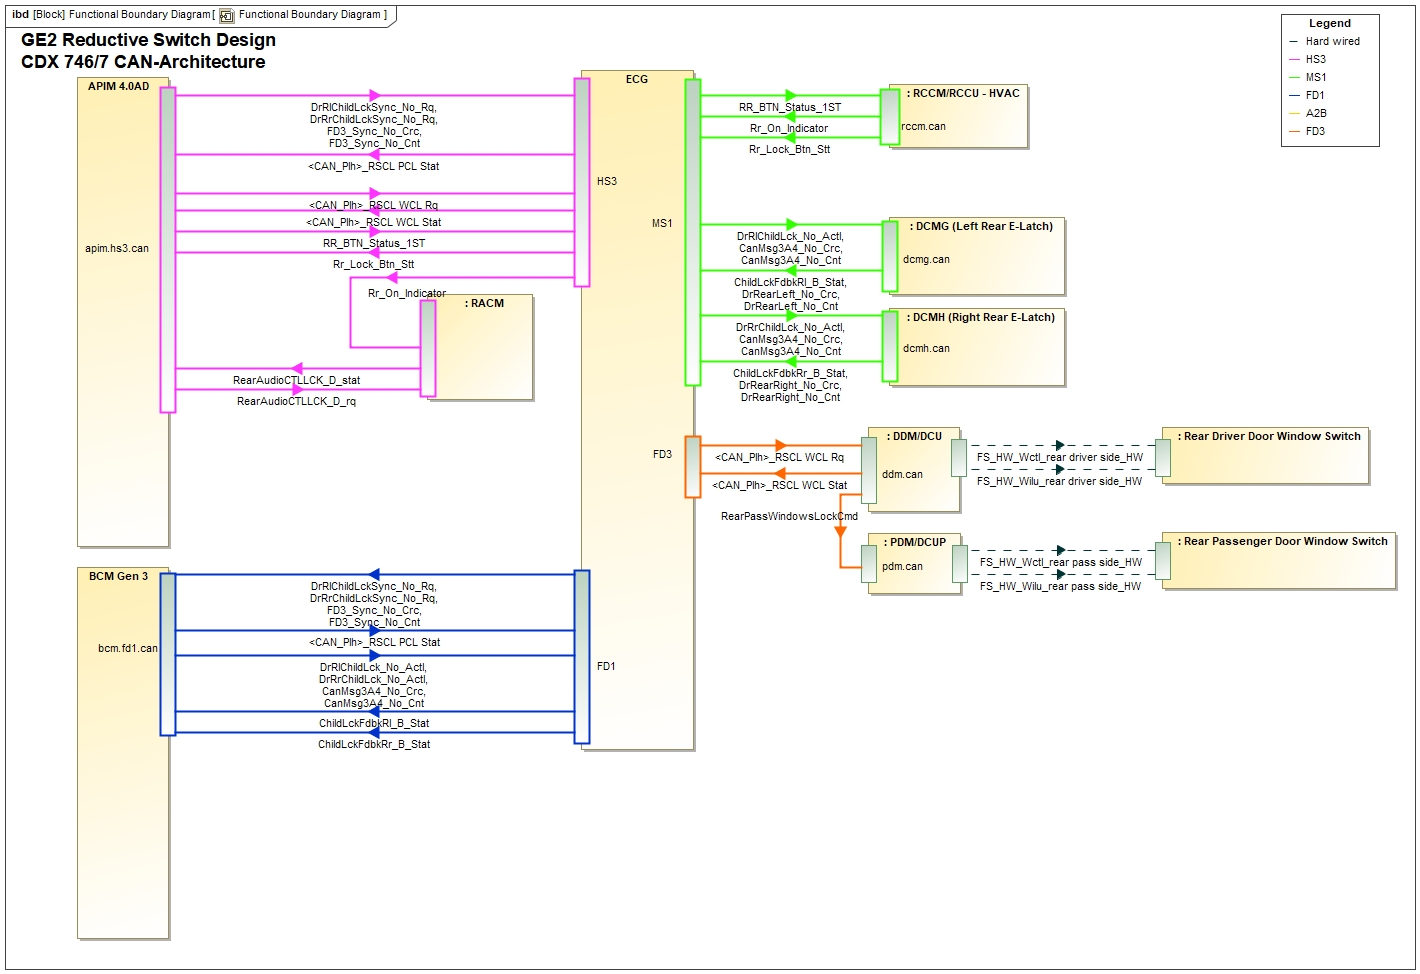 ibd [Block] Functional Boundary Diagram[ Functional Boundary Diagram ]
GE2 Reductive Switch Design
CDX 746/7 CAN-Architecture
Legend
Hard wired
HS3
MS1
FD1
A2B
FD3
APIM 4.0AD
apim.hs3.can
DrRlChildLckSync_No_Rq,
DrRrChildLckSync_No_Rq,
FD3_Sync_No_Crc,
FD3_Sync_No_Cnt
<CAN_Plh>_RSCL PCL Stat
<CAN_Plh>_RSCL WCL Rq
<CAN_Plh>_RSCL WCL Stat
RR_BTN_Status_1ST
Rr_Lock_Btn_Stt
Rr_On_Indicator
: RACM
RearAudioCTLLCK_D_stat
RearAudioCTLLCK_D_rq
ECG
HS3
MS1
FD3
FD1
RR_BTN_Status_1ST
Rr_On_Indicator
Rr_Lock_Btn_Stt
: RCCM/RCCU - HVAC
rccm.can
DrRlChildLck_No_Actl,
CanMsg3A4_No_Crc,
CanMsg3A4_No_Cnt
ChildLckFdbkRl_B_Stat,
DrRearLeft_No_Crc,
DrRearLeft_No_Cnt
: DCMG (Left Rear E-Latch)
dcmg.can
DrRrChildLck_No_Actl,
CanMsg3A4_No_Crc,
CanMsg3A4_No_Cnt
ChildLckFdbkRr_B_Stat,
DrRearRight_No_Crc,
DrRearRight_No_Cnt
: DCMH (Right Rear E-Latch)
dcmh.can
<CAN_Plh>_RSCL WCL Rq
<CAN_Plh>_RSCL WCL Stat
RearPassWindowsLockCmd
: DDM/DCU
ddm.can
FS_HW_Wctl_rear driver side_HW
FS_HW_Wilu_rear driver side_HW
: Rear Driver Door Window Switch
: PDM/DCUP
pdm.can
FS_HW_Wctl_rear pass side_HW
FS_HW_Wilu_rear pass side_HW
: Rear Passenger Door Window Switch
BCM Gen 3
bcm.fd1.can
DrRlChildLckSync_No_Rq,
DrRrChildLckSync_No_Rq,
FD3_Sync_No_Crc,
FD3_Sync_No_Cnt
<CAN_Plh>_RSCL PCL Stat
DrRlChildLck_No_Actl,
DrRrChildLck_No_Actl,
CanMsg3A4_No_Crc,
CanMsg3A4_No_Cnt
ChildLckFdbkRl_B_Stat
ChildLckFdbkRr_B_Stat